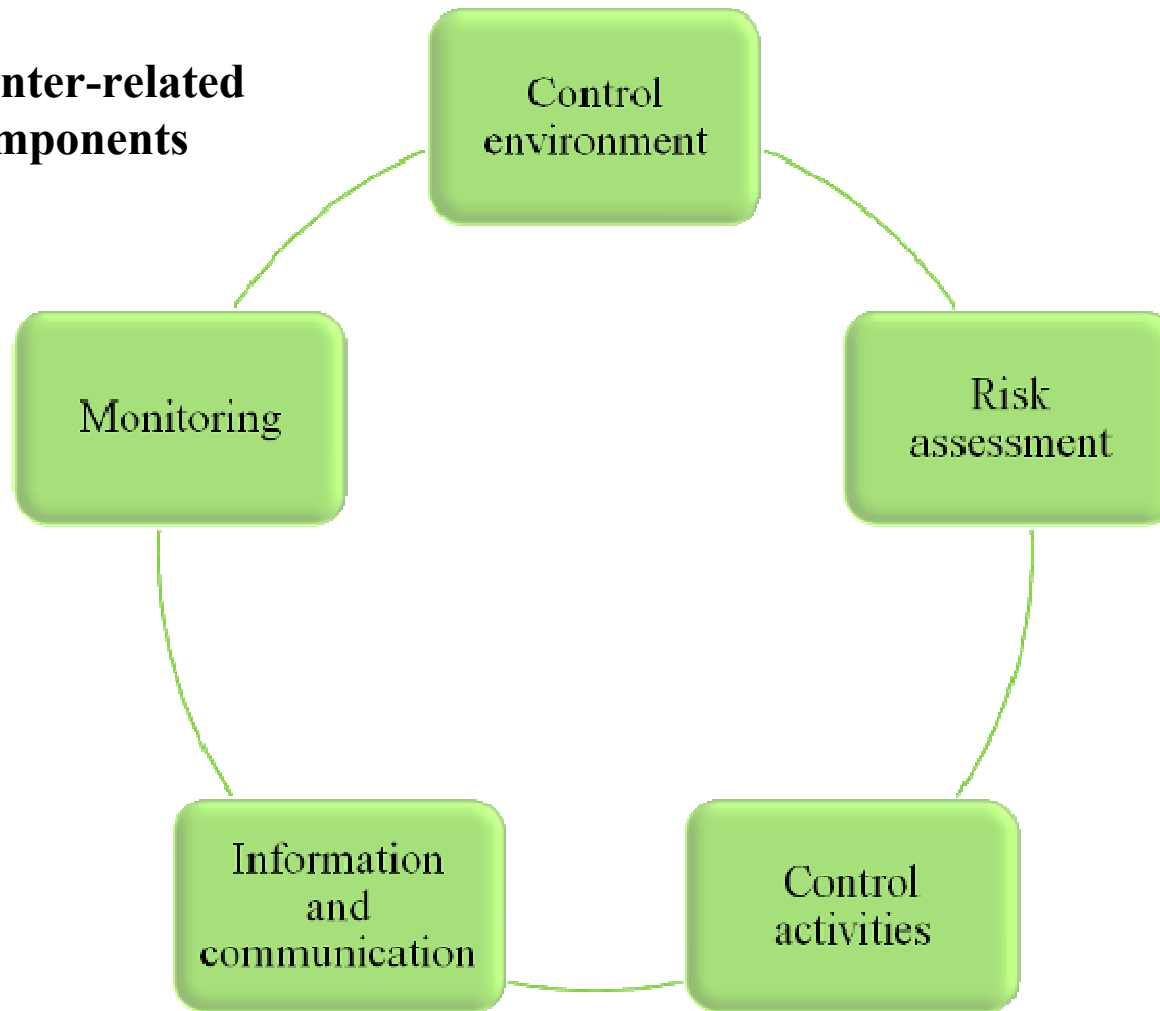 nter-related
mponents
Control
environment
Risk
assessment
Monitoring
Control
activities
Information
and
communication